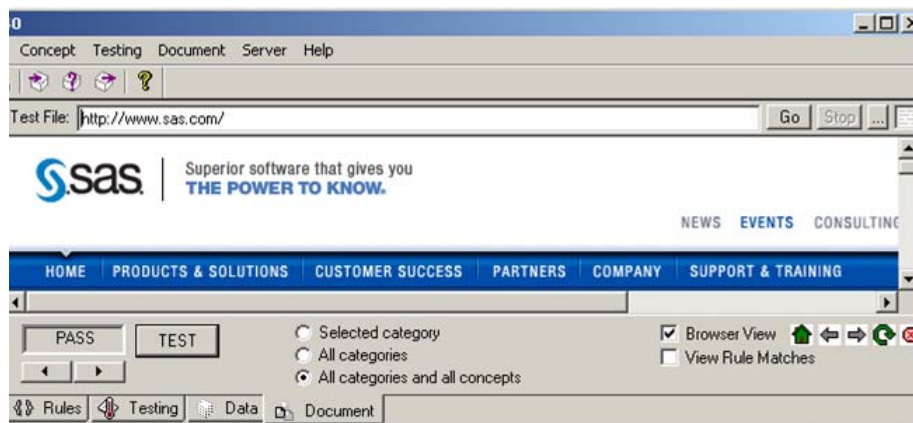 0
Concept Testing Document Server Help
Test File: http://www.sas.com/ Go Stop ...
sas Superior software that gives you
THE POWER TO KNOW.
NEWS EVENTS CONSULTING
HOME PRODUCTS & SOLUTIONS CUSTOMER SUCCESS PARTNERS COMPANY SUPPORT & TRAINING
PASS TEST
Selected category
All categories
All categories and all concepts
Browser View
View Rule Matches
Rules Testing Data Document